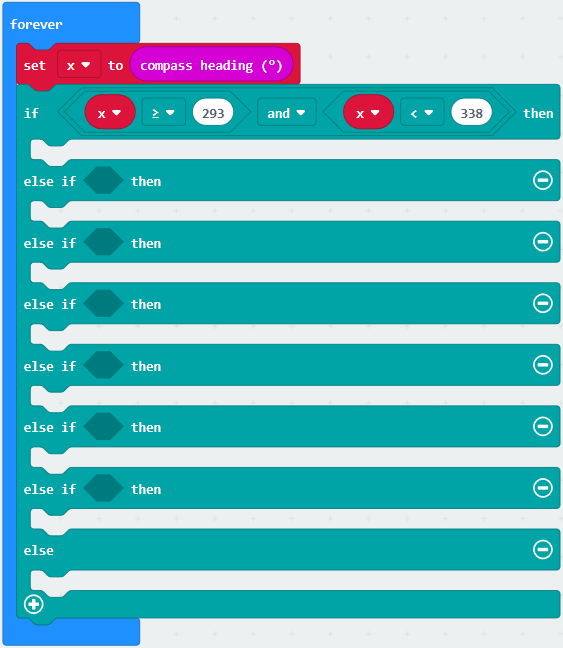 forever
set x to compass heading (°)
if x ≥ 293 and x < 338 then
else if then
else if then
else if then
else if then
else if then
else if then
else